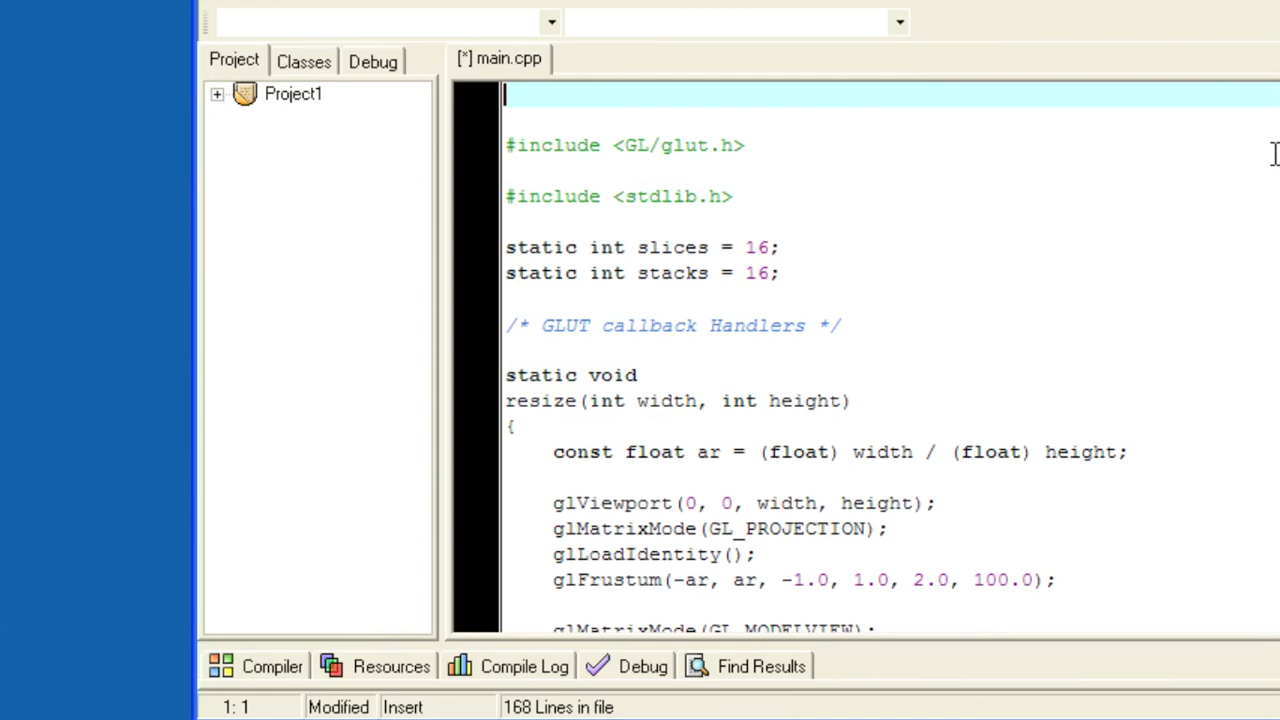 Project Classes Debug
[*] main.cpp
Project1
#include <GL/glut.h>
#include <stdlib.h>
static int slices = 16;
static int stacks = 16;
/* GLUT callback Handlers */
static void
resize(int width, int height)
{
const float ar = (float) width / (float) height;
glViewport(0, 0, width, height);
glMatrixMode(GL_PROJECTION);
glLoadIdentity();
glFrustum(-ar, ar, -1.0, 1.0, 2.0, 100.0);
glMatrixMode(GL_MODELVIEW);
Compiler Resources Compile Log Debug Find Results
1: 1 Modified Insert 168 Lines in file